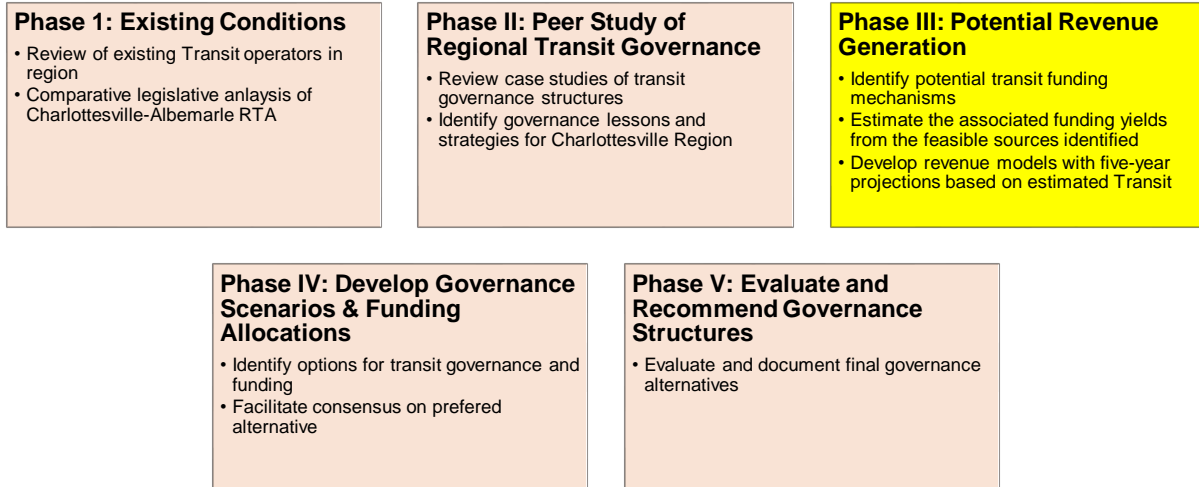 Phase 1: Existing Conditions
• Review of existing Transit operators in
region
• Comparative legislative anlaysis of
Charlottesville-Albemarle RTA
Phase II: Peer Study of
Regional Transit Governance
• Review case studies of transit
governance structures
• Identify governance lessons and
strategies for Charlottesville Region
Phase III: Potential Revenue
Generation
• Identify potential transit funding
mechanisms
• Estimate the associated funding yields
from the feasible sources identified
• Develop revenue models with five-year
projections based on estimated Transit
Phase IV: Develop Governance
Scenarios & Funding
Allocations
• Identify options for transit governance and
funding
• Facilitate consensus on prefered
alternative
Phase V: Evaluate and
Recommend Governance
Structures
• Evaluate and document final governance
alternatives